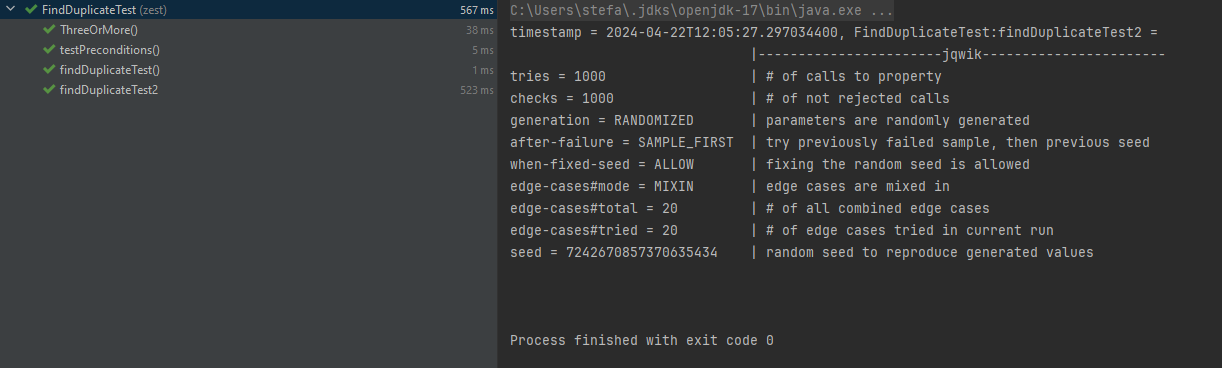 FindDuplicateTest (zest) 567 ms
ThreeOrMore() 38 ms
testPreconditions() 5 ms
findDuplicateTest() 1 ms
findDuplicateTest2 523 ms
C:\Users\stefa\.jdks\openjdk-17\bin\java.exe ...
timestamp = 2024-04-22T12:05:27.297034400, FindDuplicateTest:findDuplicateTest2 =
|-----------------------jqwik-----------------------
tries = 1000 | # of calls to property
checks = 1000 | # of not rejected calls
generation = RANDOMIZED | parameters are randomly generated
after-failure = SAMPLE_FIRST | try previously failed sample, then previous seed
when-fixed-seed = ALLOW | fixing the random seed is allowed
edge-cases#mode = MIXIN | edge cases are mixed in
edge-cases#total = 20 | # of all combined edge cases
edge-cases#tried = 20 | # of edge cases tried in current run
seed = 7242670857370635434 | random seed to reproduce generated values
Process finished with exit code 0